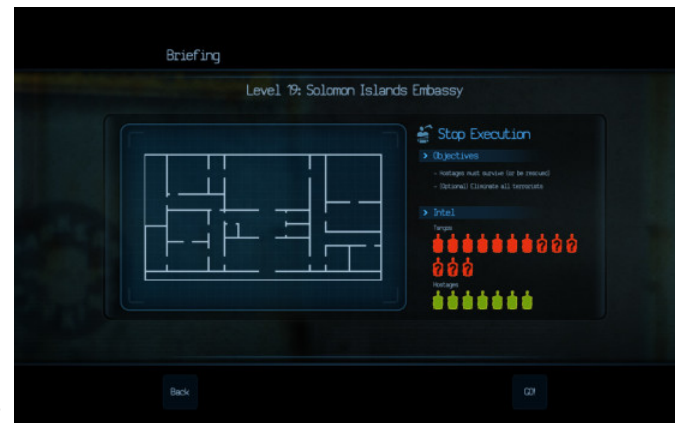 Briefing
Level 19: Solomon Islands Embassy
Stop Execution
> Objectives
- Hostages must survive (or be rescued)
- (Optional) Eliminate all terrorists
> Intel
Tangos
? ? ?
? ? ?
Hostages
Back
GO!